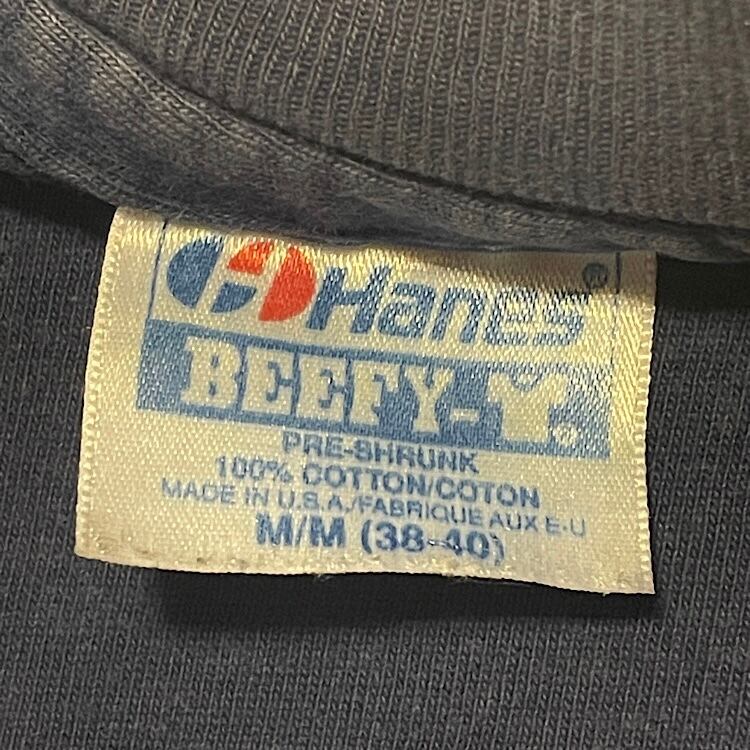 Hanes®
BEEFY-T®
PRE-SHRUNK
100% COTTON/COTON
MADE IN U.S.A./FABRIQUE AUX E-U
M/M (38-40)